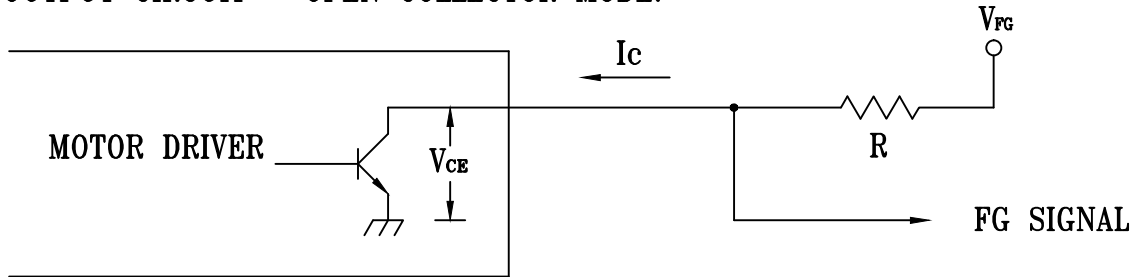 OUTPUT CIRCUIT - OPEN COLLECTOR MODE:
VFG
Ic
MOTOR DRIVER
VCE
R
FG SIGNAL